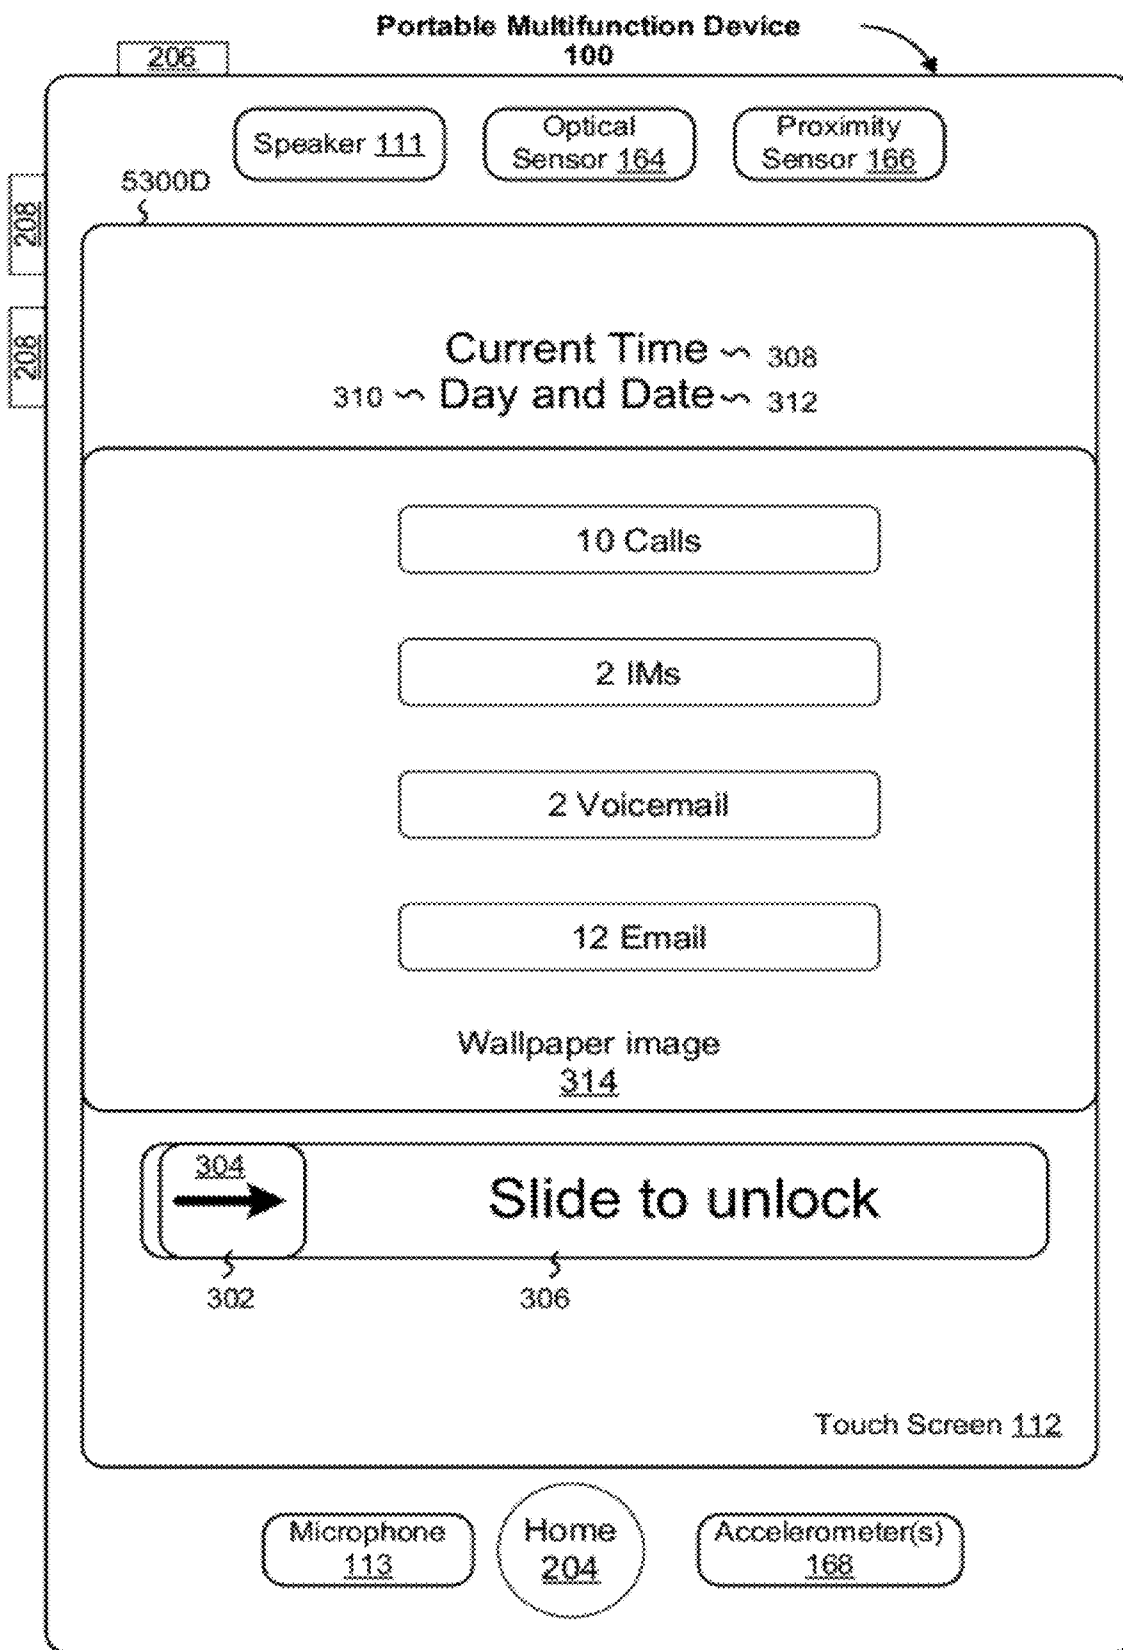 Portable Multifunction Device
100
206
Speaker 111
Optical
Sensor 164
Proximity
Sensor 166
5300D
208
208
Current Time 308
310 Day and Date 312
10 Calls
2 IMs
2 Voicemail
12 Email
Wallpaper image
314
304
Slide to unlock
302
306
Touch Screen 112
Microphone
113
Home
204
Accelerometer(s)
168